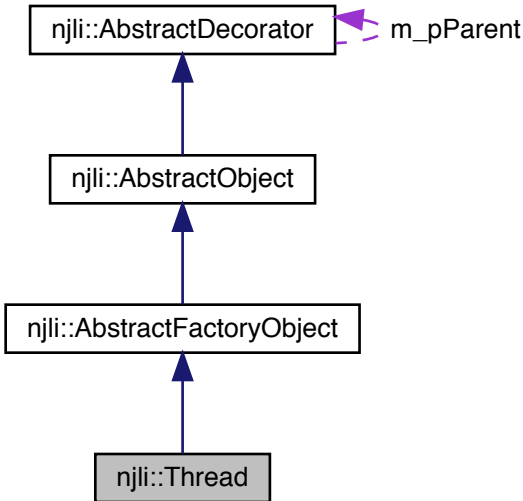 njli::AbstractDecorator
m_pParent
njli::AbstractObject
njli::AbstractFactoryObject
njli::Thread